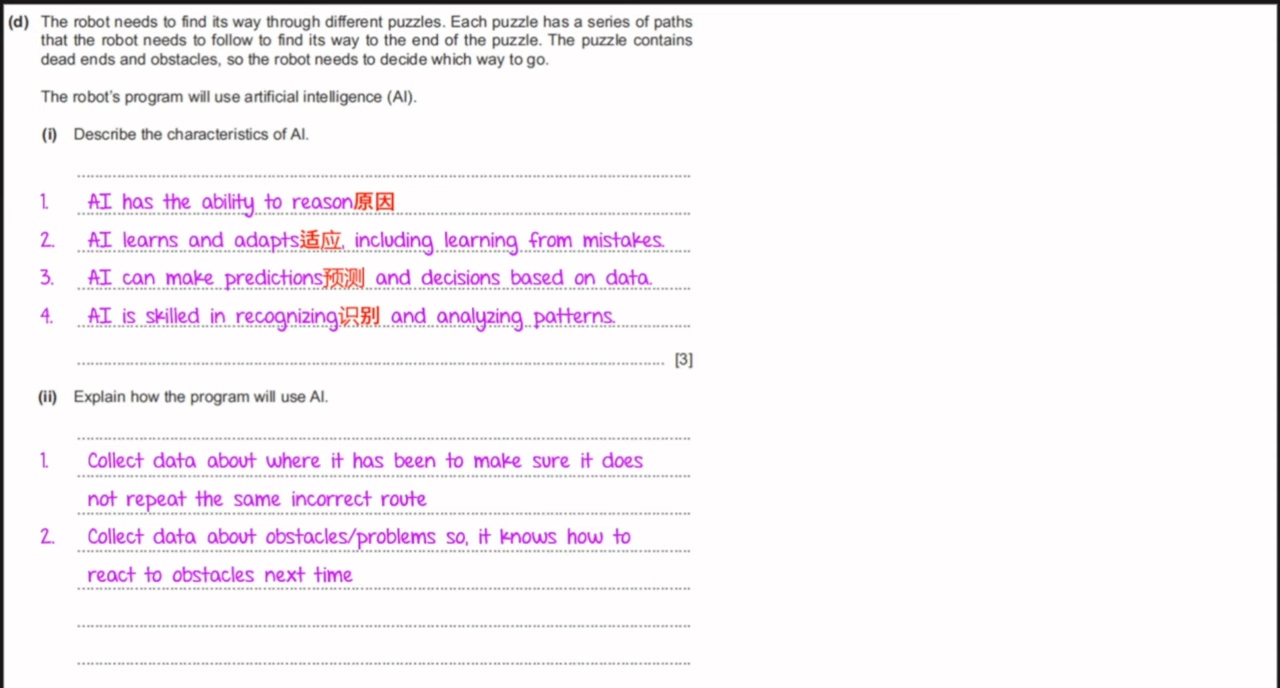 (d) The robot needs to find its way through different puzzles. Each puzzle has a series of paths
that the robot needs to follow to find its way to the end of the puzzle. The puzzle contains
dead ends and obstacles, so the robot needs to decide which way to go.
The robot's program will use artificial intelligence (AI).
(i) Describe the characteristics of AI.
1. AI has the ability to reason原因
2. AI learns and adapts适应, including learning from mistakes.
3. AI can make predictions预测 and decisions based on data.
4. AI is skilled in recognizing识别 and analyzing patterns.
[3]
(ii) Explain how the program will use AI.
1. Collect data about where it has been to make sure it does
not repeat the same incorrect route
2. Collect data about obstacles/problems so, it knows how to
react to obstacles next time